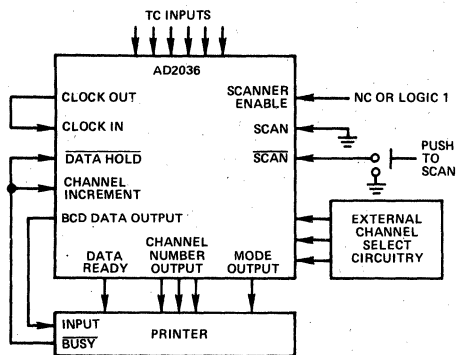 TC INPUTS
AD2036
CLOCK OUT
CLOCK IN
DATA HOLD
CHANNEL
INCREMENT
BCD DATA OUTPUT
SCANNER
ENABLE
SCAN
SCAN
NC OR LOGIC 1
PUSH
TO
SCAN
EXTERNAL
CHANNEL
SELECT
CIRCUITRY
DATA
READY
CHANNEL
NUMBER
OUTPUT
MODE
OUTPUT
INPUT
BUSY
PRINTER